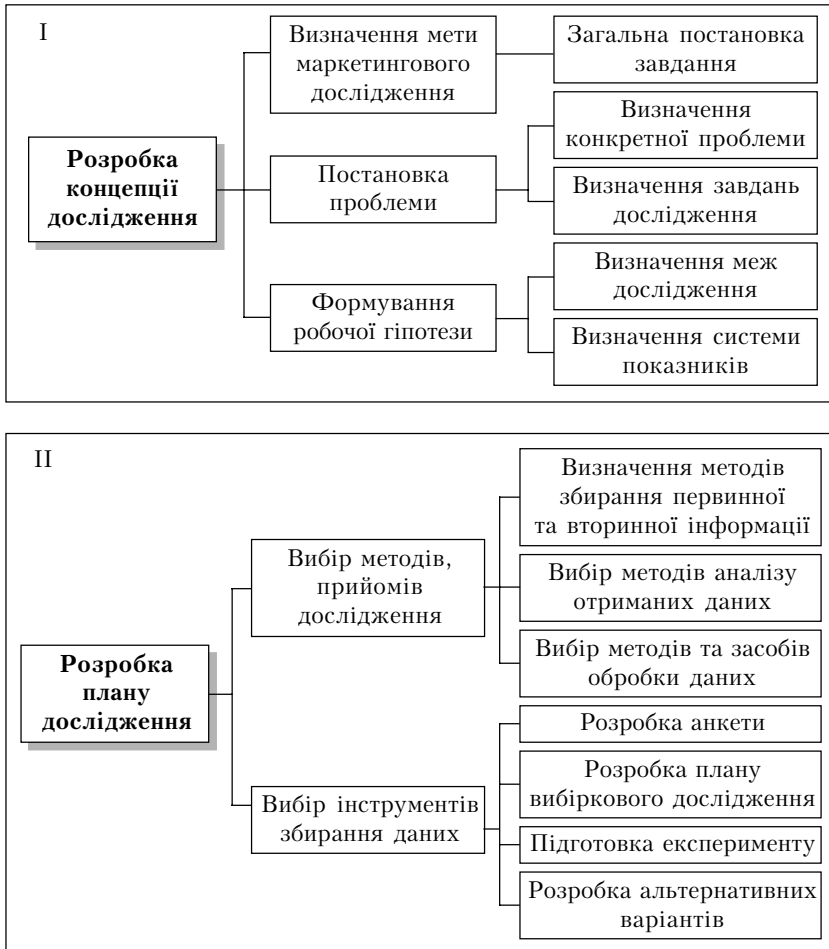 I
Розробка
концепції
дослідження
Визначення мети
маркетингового
дослідження
Загальна постановка
завдання
Постановка
проблеми
Визначення
конкретної проблеми
Визначення завдань
дослідження
Формування
робочої гіпотези
Визначення меж
дослідження
Визначення системи
показників
II
Розробка
плану
дослідження
Вибір методів,
прийомів
дослідження
Визначення методів
збирання первинної
та вторинної інформації
Вибір методів аналізу
отриманих даних
Вибір методів та засобів
обробки даних
Вибір інструментів
збирання даних
Розробка анкети
Розробка плану
вибіркового дослідження
Підготовка експерименту
Розробка альтернативних
варіантів